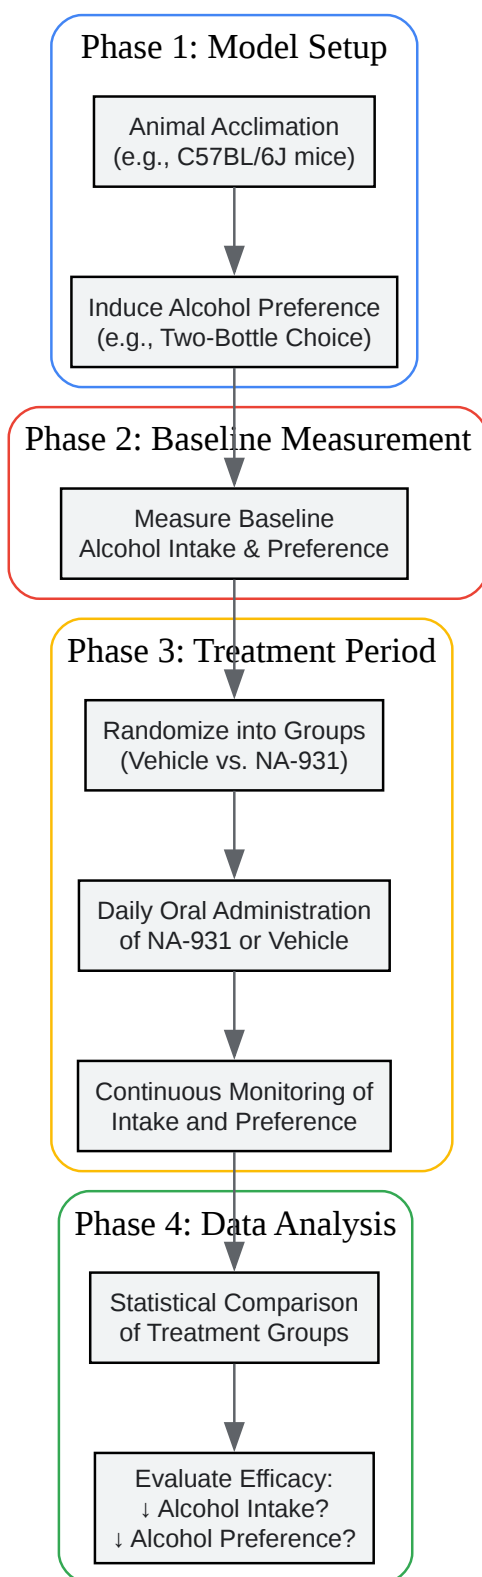 Phase 1: Model Setup
Animal Acclimation
(e.g., C57BL/6J mice)
Induce Alcohol Preference
(e.g., Two-Bottle Choice)
Phase 2: Baseline Measurement
Measure Baseline
Alcohol Intake & Preference
Phase 3: Treatment Period
Randomize into Groups
(Vehicle vs. NA-931)
Daily Oral Administration
of NA-931 or Vehicle
Continuous Monitoring of
Intake and Preference
Phase 4: Data Analysis
Statistical Comparison
of Treatment Groups
Evaluate Efficacy:
↓ Alcohol Intake?
↓ Alcohol Preference?